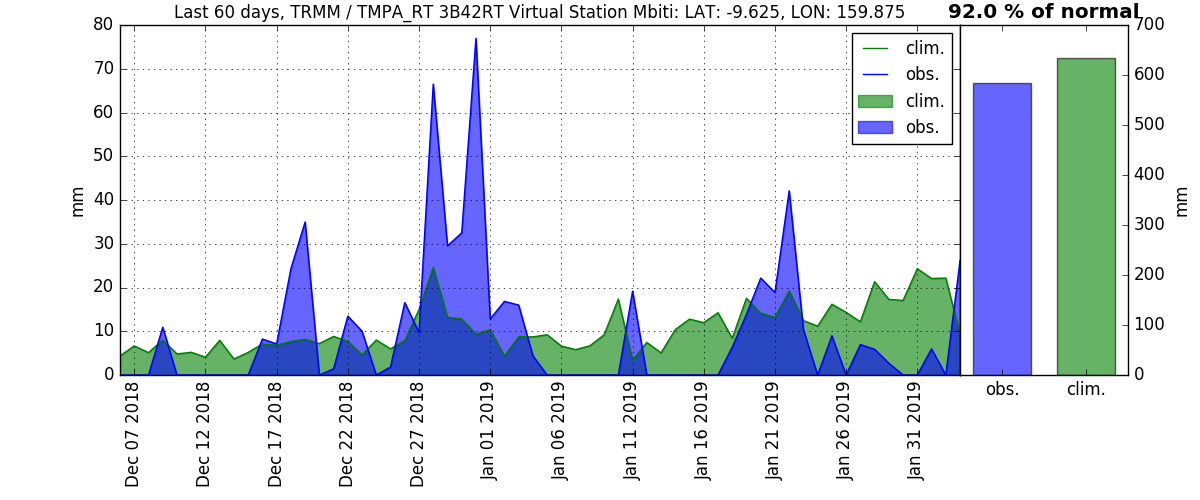 Last 60 days, TRMM / TMPA_RT 3B42RT Virtual Station Mbiti: LAT: -9.625, LON: 159.875
92.0 % of normal
80
70
60
50
40
30
20
10
0
mm
clim.
obs.
clim.
obs.
Dec 07 2018
Dec 12 2018
Dec 17 2018
Dec 22 2018
Dec 27 2018
Jan 01 2019
Jan 06 2019
Jan 11 2019
Jan 16 2019
Jan 21 2019
Jan 26 2019
Jan 31 2019
700
600
500
400
300
200
100
0
mm
obs.
clim.